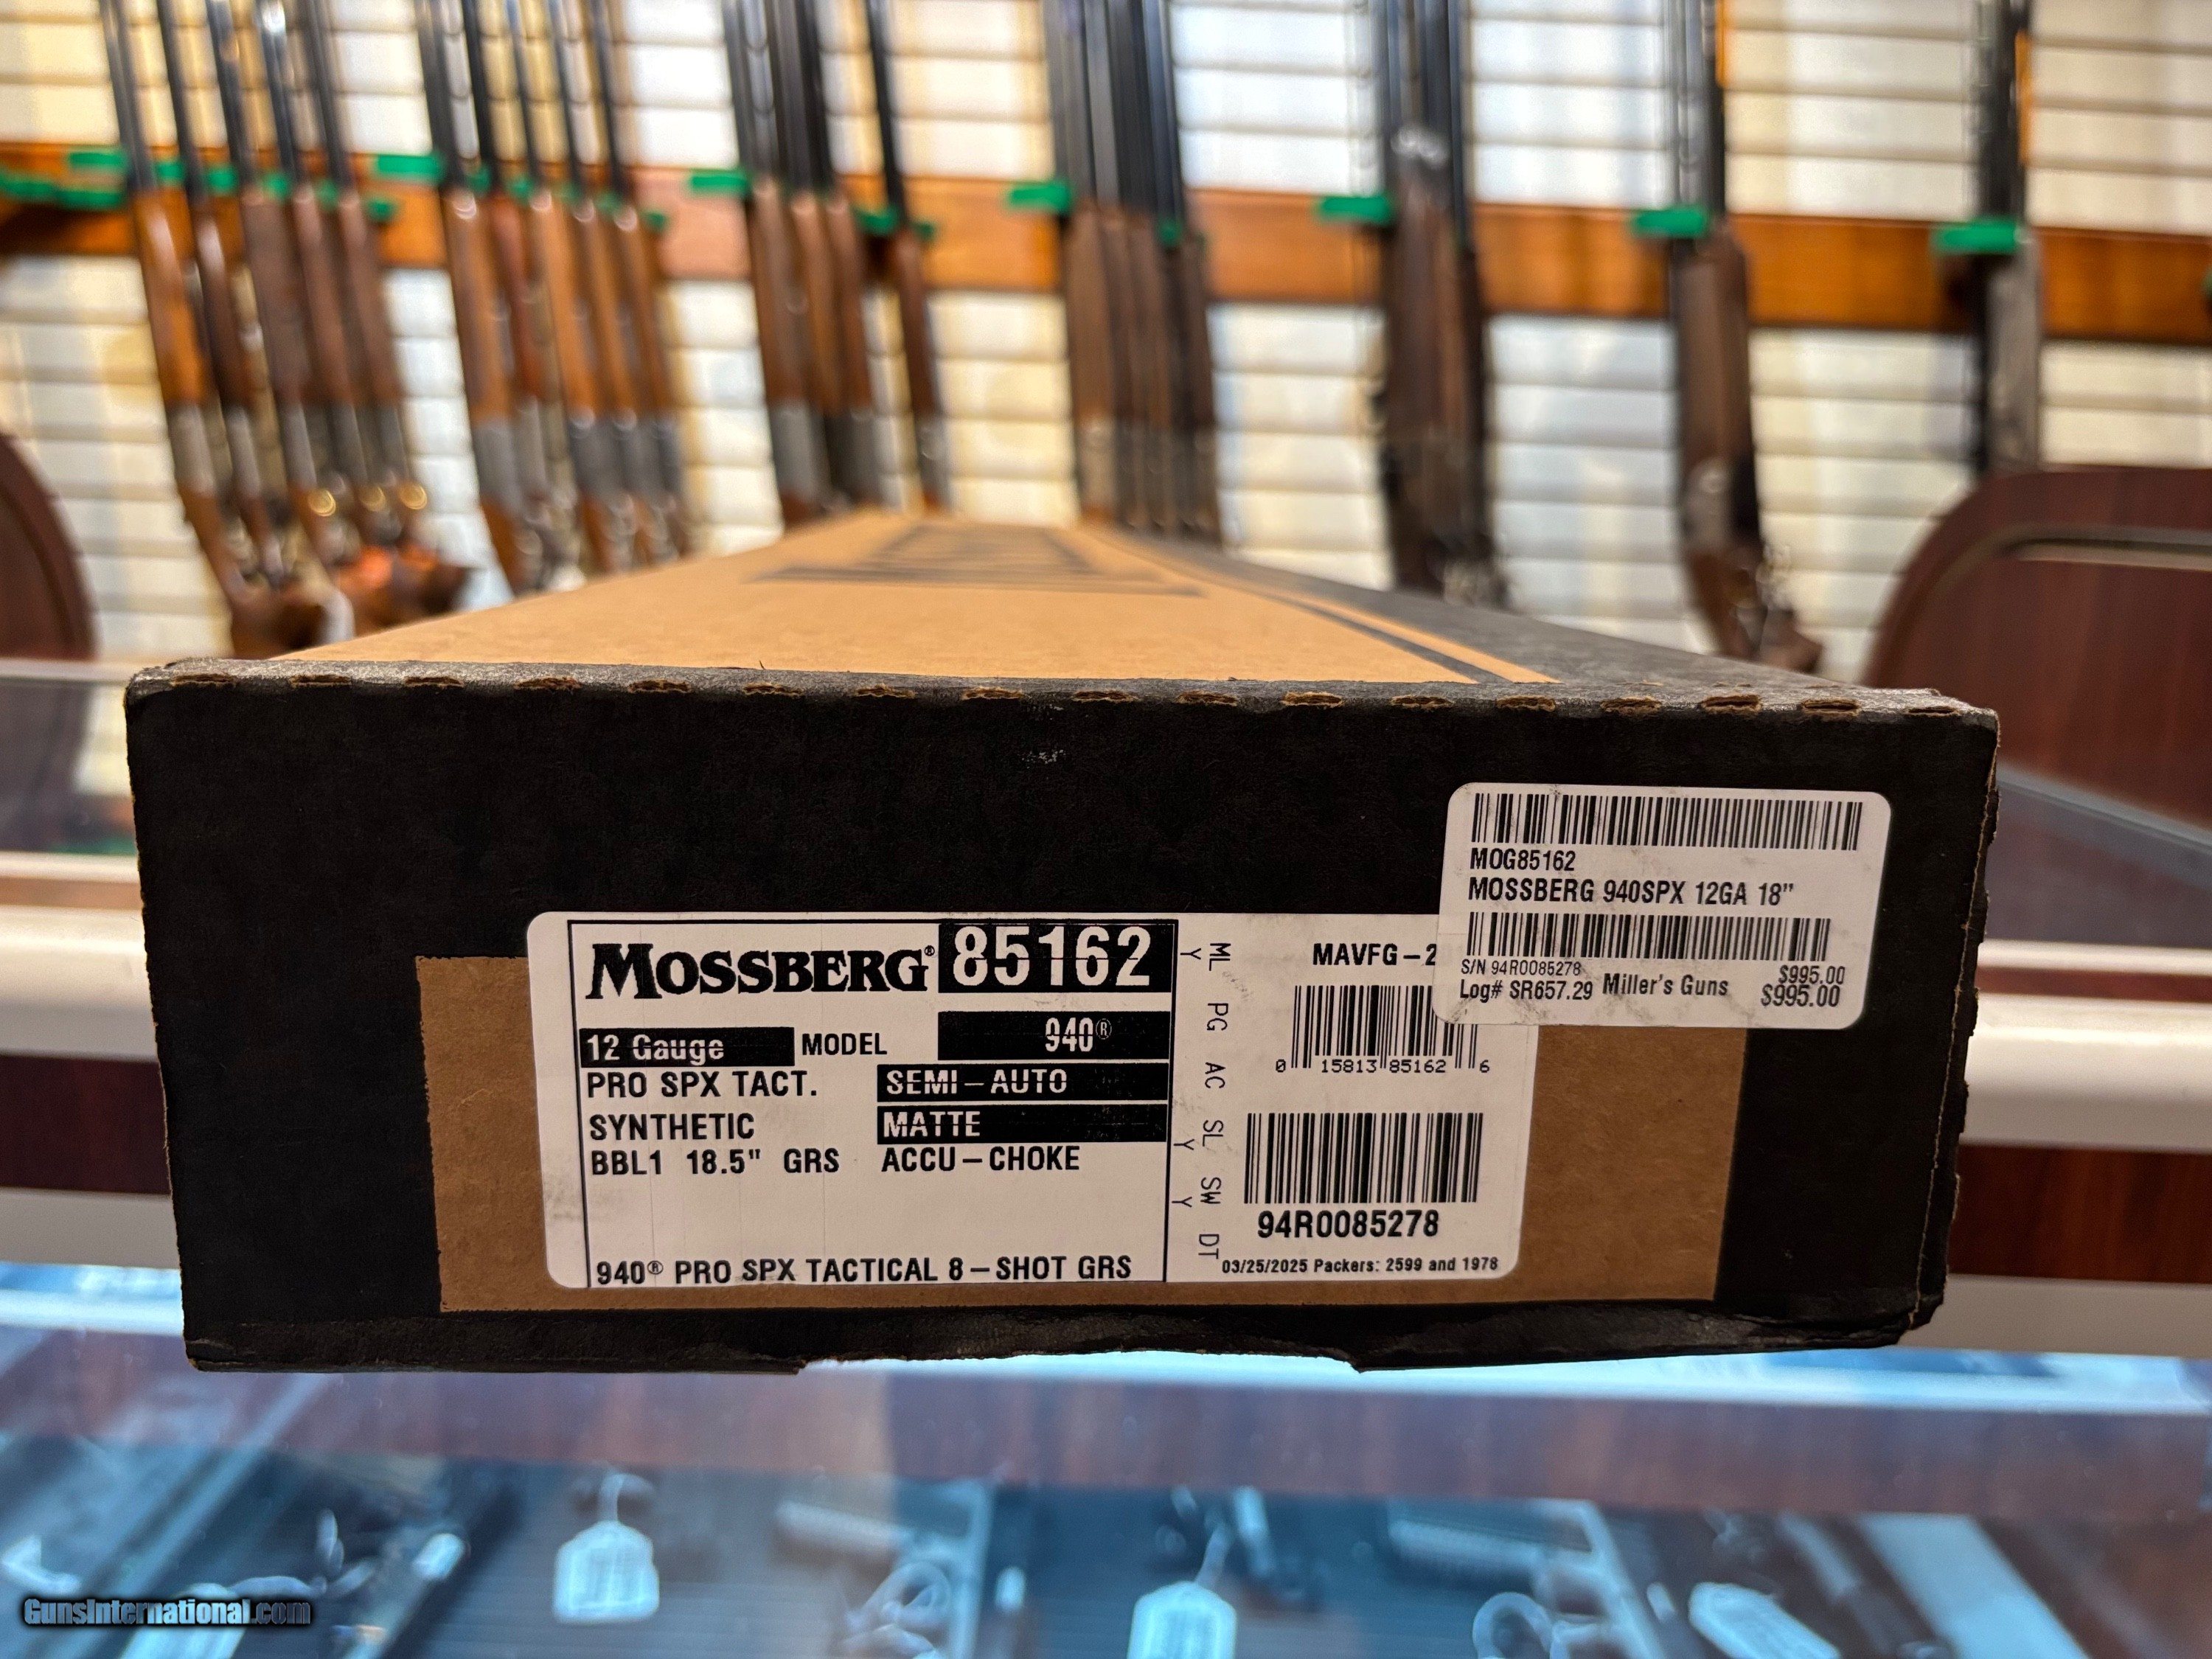 MOG85162
MOSSBERG 940SPX 12GA 18"
S/N 94R0085278
$995.00
Log# SR657.29 Miller's Guns $995.00
MOSSBERG® 85162
12 Gauge MODEL 940®
PRO SPX TACT. SEMI-AUTO
SYNTHETIC MATTE
BBL1 18.5" GRS ACCU-CHOKE
940® PRO SPX TACTICAL 8-SHOT GRS
ML PG AC SL SW DT
Y Y Y
MAVFG-2
0 15813 85162 6
94R0085278
03/25/2025 Packers: 2599 and 1978
GunsInternational.com